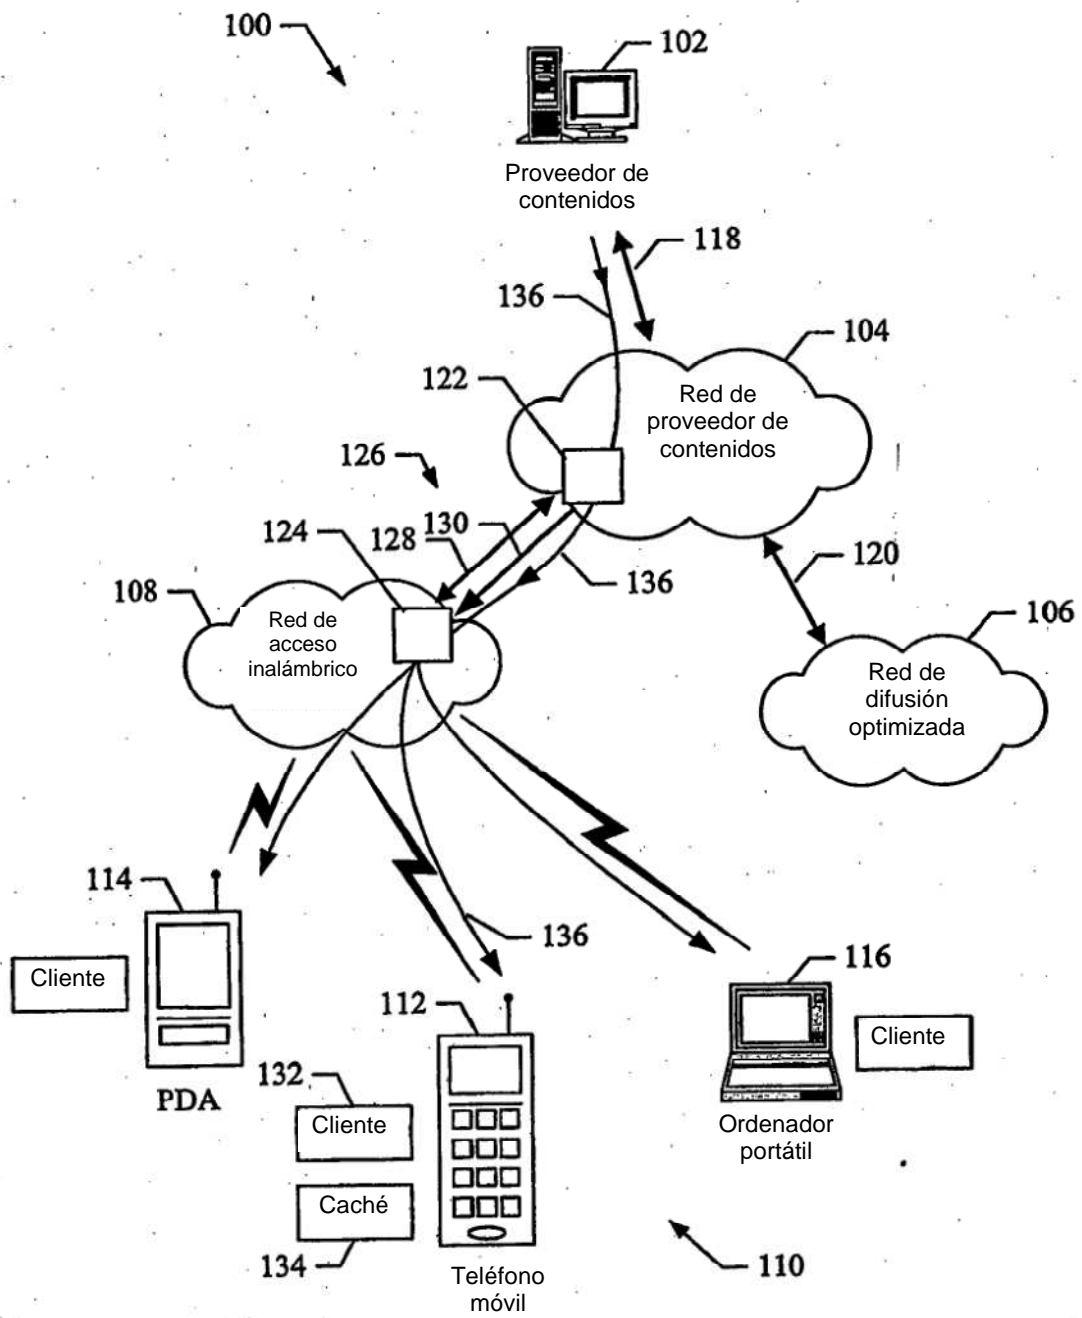 100
102
Proveedor de
contenidos
118
136
104
122
Red de
proveedor de
contenidos
126
124
130
128
120
136
108
Red de
acceso
inalámbrico
106
Red de
difusión
optimizada
114
Cliente
136
116
112
Cliente
PDA
132
Cliente
Ordenador
portátil
Caché
134
Teléfono
móvil
110